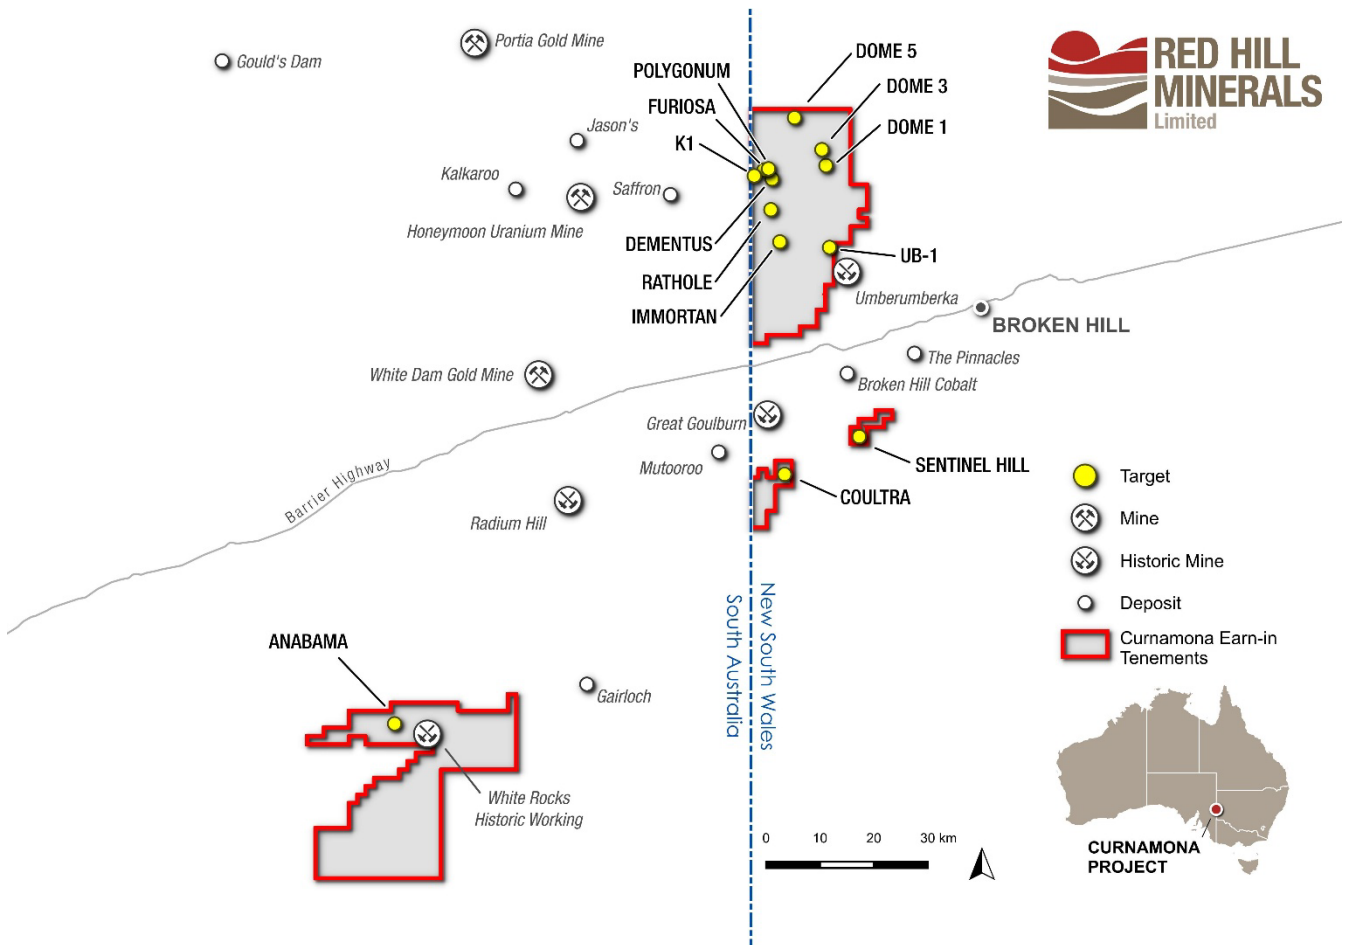 Portia Gold Mine
Gould's Dam
DOME 5
RED HILL
MINERALS
Limited
POLYGONUM
DOME 3
FURIOSA
Jason's
DOME 1
K1
Kalkaroo
Saffron
Honeymoon Uranium Mine
DEMENTUS
UB-1
RATHOLE
Umberumberka
IMMORTAN
BROKEN HILL
The Pinnacles
White Dam Gold Mine
Broken Hill Cobalt
Great Goulburn
Mutooroo
SENTINEL HILL
Barrier Highway
COULTRA
Radium Hill
Target
Mine
Historic Mine
Deposit
Curnamona Earn-in
Tenements
South Australia
New South Wales
ANABAMA
Gairloch
White Rocks
Historic Working
0 10 20 30 km
CURNAMONA
PROJECT